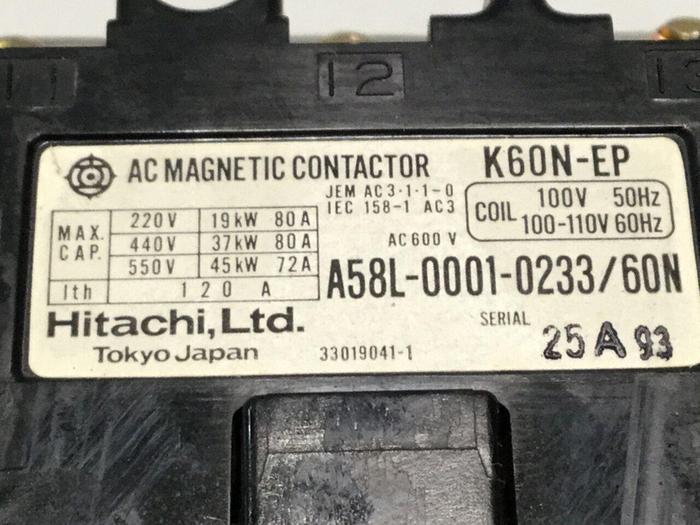 11 12 13
AC MAGNETIC CONTACTOR K60N-EP
JEM AC3-1-1-0
IEC 158-1 AC3
COIL 100V 50Hz
100-110V 60Hz
MAX. CAP.
220V 19kW 80A
440V 37kW 80A
550V 45kW 72A
Ith 120 A
AC600 V
A58L-0001-0233/60N
Hitachi, Ltd.
Tokyo Japan
33019041-1
SERIAL 25A93